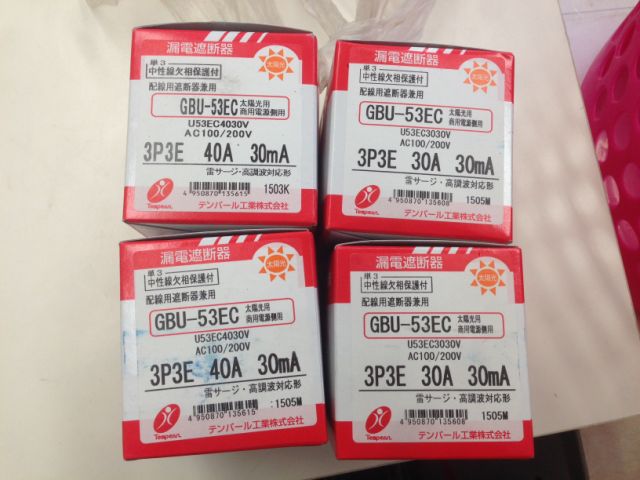 漏電遮断器
太陽光
単3
中性線欠相保護付
配線用遮断器兼用
GBU-53EC 太陽光用 商用電源側用
U53EC4030V
AC100/200V
3P3E 40A 30mA
雷サージ・高調波対応形
4 950870 135615
1503K
Tempearl
テンパール工業株式会社
漏電遮断器
太陽光
単3
中性線欠相保護付
配線用遮断器兼用
GBU-53EC 太陽光用 商用電源側用
U53EC3030V
AC100/200V
3P3E 30A 30mA
雷サージ・高調波対応形
4 950870 135608
1505M
Tempearl
テンパール工業株式会社
漏電遮断器
太陽光
単3
中性線欠相保護付
配線用遮断器兼用
GBU-53EC 太陽光用 商用電源側用
U53EC4030V
AC100/200V
3P3E 40A 30mA
雷サージ・高調波対応形
4 950870 135615
1505M
Tempearl
テンパール工業株式会社
漏電遮断器
太陽光
単3
中性線欠相保護付
配線用遮断器兼用
GBU-53EC 太陽光用 商用電源側用
U53EC3030V
AC100/200V
3P3E 30A 30mA
雷サージ・高調波対応形
4 950870 135608
1505M
Tempearl
テンパール工業株式会社